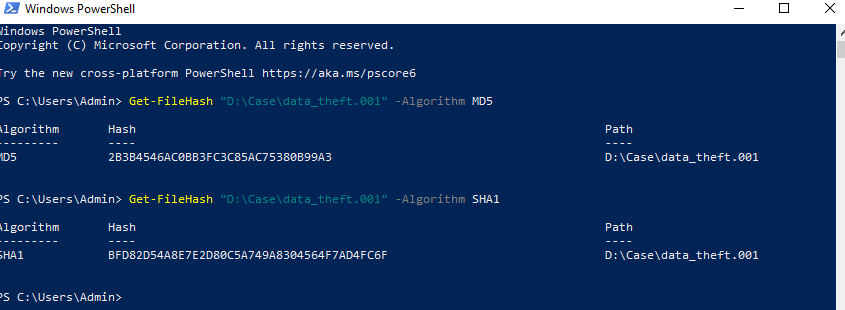 Windows PowerShell
Windows PowerShell
Copyright (C) Microsoft Corporation. All rights reserved.
Try the new cross-platform PowerShell https://aka.ms/pscore6
PS C:\Users\Admin> Get-FileHash "D:\Case\data_theft.001" -Algorithm MD5
Algorithm Hash Path
--------- ---- ----
MD5 2B3B4546AC0BB3FC3C85AC75380B99A3 D:\Case\data_theft.001
PS C:\Users\Admin> Get-FileHash "D:\Case\data_theft.001" -Algorithm SHA1
Algorithm Hash Path
--------- ---- ----
SHA1 BFD82D54A8E7E2D80C5A749A8304564F7AD4FC6F D:\Case\data_theft.001
PS C:\Users\Admin>